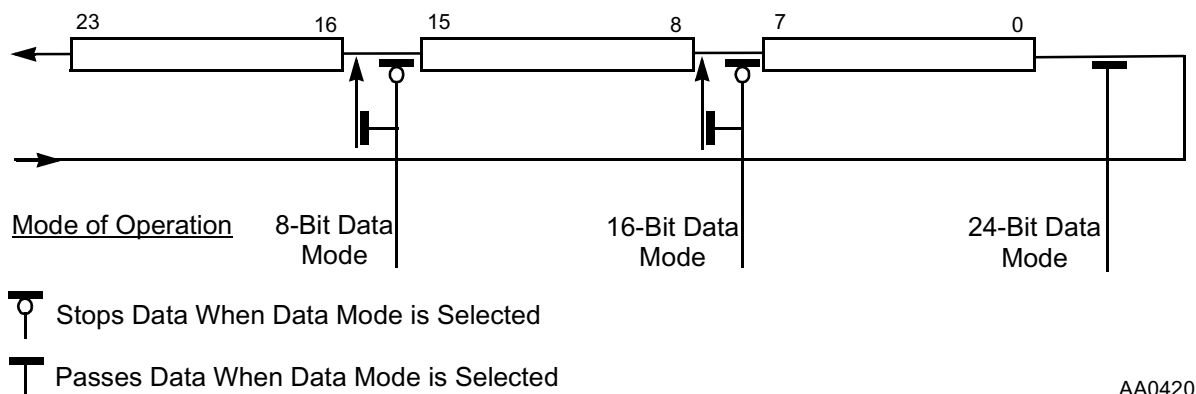 23 16 15 8 7 0
Mode of Operation
8-Bit Data
Mode
16-Bit Data
Mode
24-Bit Data
Mode
Stops Data When Data Mode is Selected
Passes Data When Data Mode is Selected
AA0420